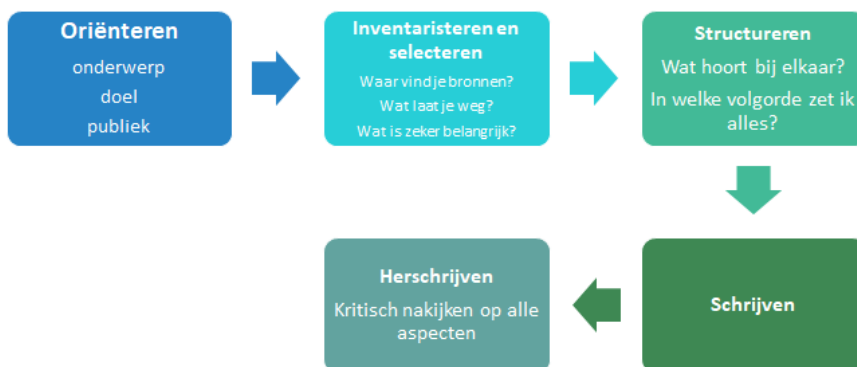 Oriënteren
onderwerp
doel
publiek
Inventaristeren en
selecteren
Waar vind je bronnen?
Wat laat je weg?
Wat is zeker belangrijk?
Structureren
Wat hoort bij elkaar?
In welke volgorde zet ik
alles?
Schrijven
Herschrijven
Kritisch nakijken op alle
aspecten